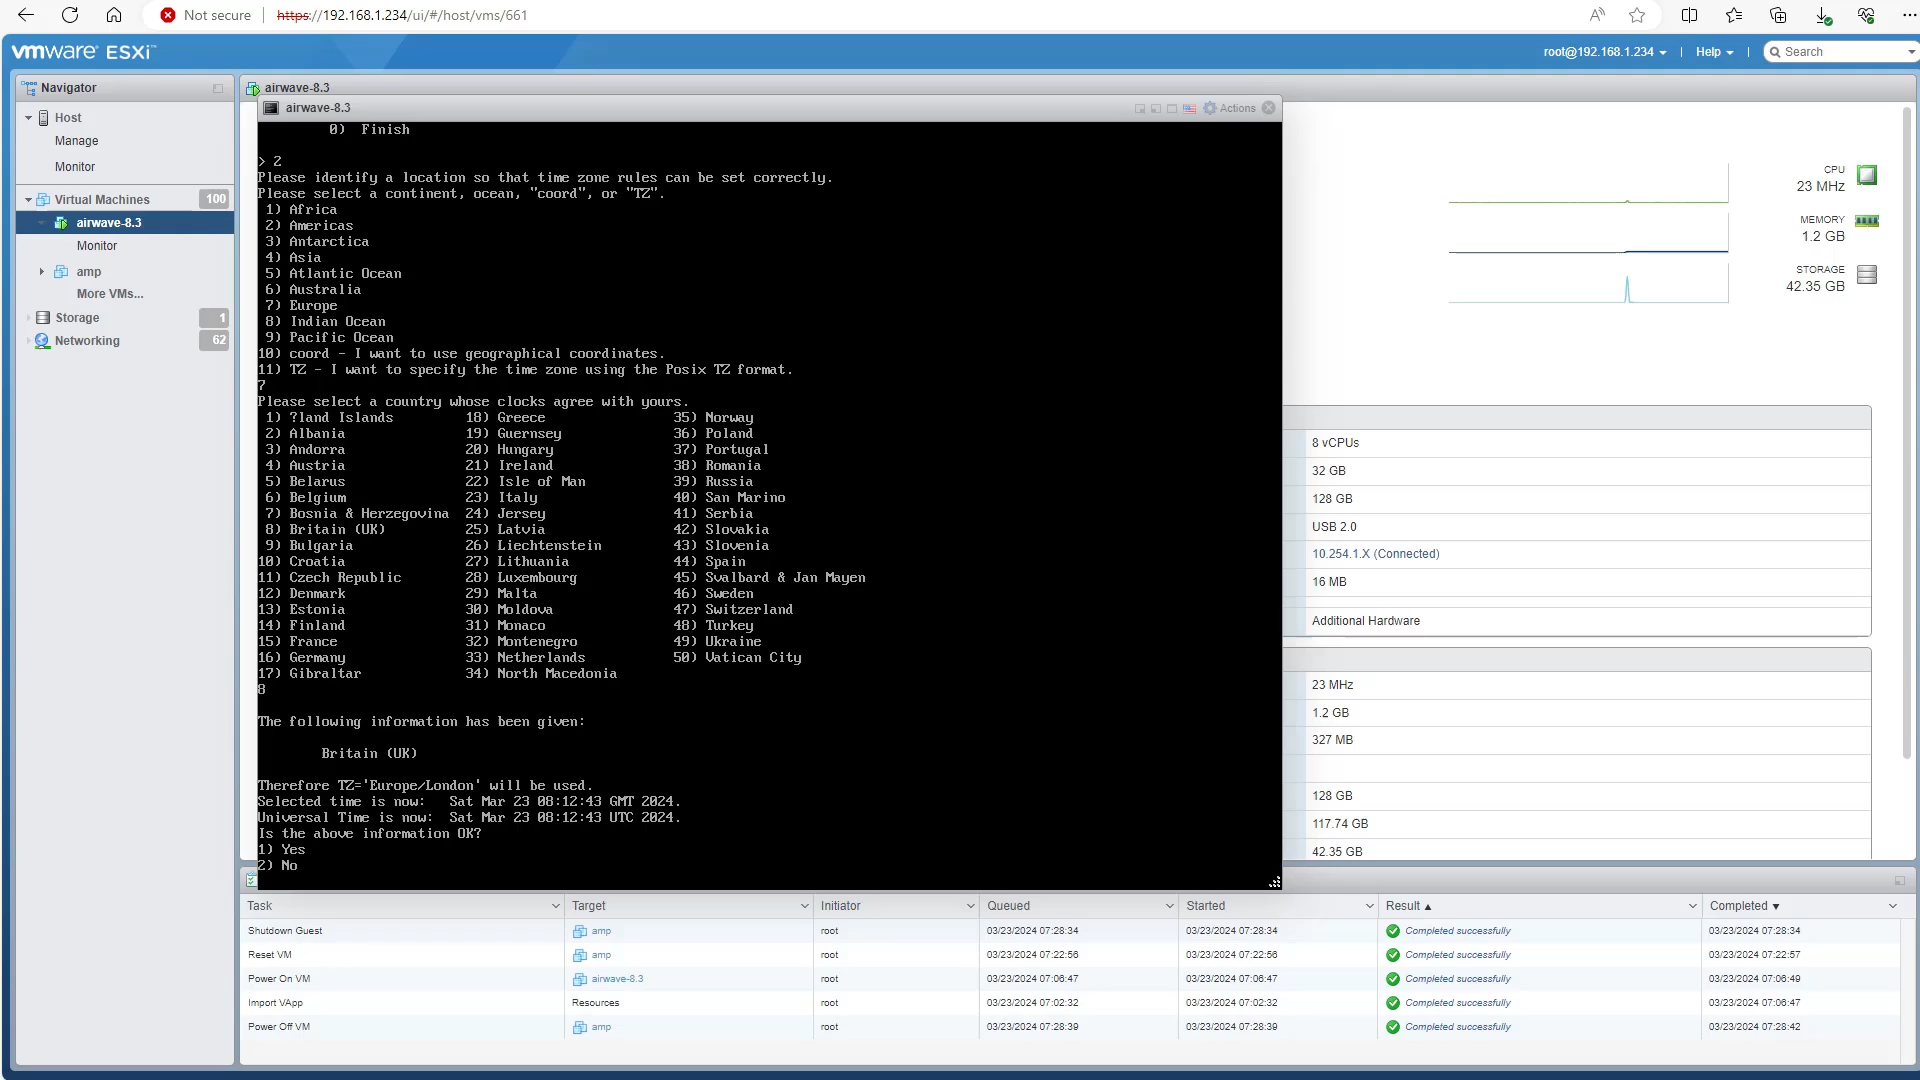 Not secure
https://192.168.1.234/ui/#/host/vms/661
vmware ESXi
root@192.168.1.234
Help
Search
Navigator
Host
Manage
Monitor
Virtual Machines 100
airwave-8.3
Monitor
amp
More VMs...
Storage 1
Networking 62
airwave-8.3
airwave-8.3
Actions
0) Finish
> 2
Please identify a location so that time zone rules can be set correctly.
Please select a continent, ocean, "coord", or "TZ".
1) Africa
2) Americas
3) Antarctica
4) Asia
5) Atlantic Ocean
6) Australia
7) Europe
8) Indian Ocean
9) Pacific Ocean
10) coord - I want to use geographical coordinates.
11) TZ - I want to specify the time zone using the Posix TZ format.
7
Please select a country whose clocks agree with yours.
1) ?land Islands 18) Greece 35) Norway
2) Albania 19) Guernsey 36) Poland
3) Andorra 20) Hungary 37) Portugal
4) Austria 21) Ireland 38) Romania
5) Belarus 22) Isle of Man 39) Russia
6) Belgium 23) Italy 40) San Marino
7) Bosnia & Herzegovina 24) Jersey 41) Serbia
8) Britain (UK) 25) Latvia 42) Slovakia
9) Bulgaria 26) Liechtenstein 43) Slovenia
10) Croatia 27) Lithuania 44) Spain
11) Czech Republic 28) Luxembourg 45) Svalbard & Jan Mayen
12) Denmark 29) Malta 46) Sweden
13) Estonia 30) Moldova 47) Switzerland
14) Finland 31) Monaco 48) Turkey
15) France 32) Montenegro 49) Ukraine
16) Germany 33) Netherlands 50) Vatican City
17) Gibraltar 34) North Macedonia
8
The following information has been given:
Britain (UK)
Therefore TZ='Europe/London' will be used.
Selected time is now: Sat Mar 23 08:12:43 GMT 2024.
Universal Time is now: Sat Mar 23 08:12:43 UTC 2024.
Is the above information OK?
1) Yes
2) No
CPU
23 MHz
MEMORY
1.2 GB
STORAGE
42.35 GB
8 vCPUs
32 GB
128 GB
USB 2.0
10.254.1.X (Connected)
16 MB
Additional Hardware
23 MHz
1.2 GB
327 MB
128 GB
117.74 GB
42.35 GB
Task Target Initiator Queued Started Result ▲ Completed ▼
Shutdown Guest amp root 03/23/2024 07:28:34 03/23/2024 07:28:34 Completed successfully 03/23/2024 07:28:34
Reset VM amp root 03/23/2024 07:22:56 03/23/2024 07:22:56 Completed successfully 03/23/2024 07:22:57
Power On VM airwave-8.3 root 03/23/2024 07:06:47 03/23/2024 07:06:47 Completed successfully 03/23/2024 07:06:49
Import VApp Resources root 03/23/2024 07:02:32 03/23/2024 07:02:32 Completed successfully 03/23/2024 07:06:47
Power Off VM amp root 03/23/2024 07:28:39 03/23/2024 07:28:39 Completed successfully 03/23/2024 07:28:42